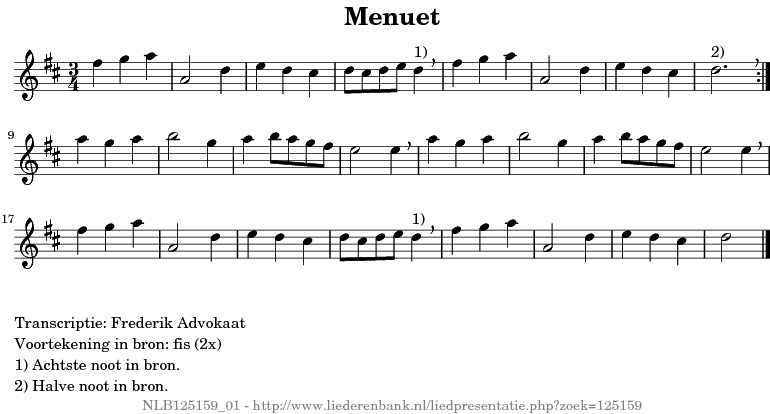 Menuet
1)
2)
9
17
1)
Transcriptie: Frederik Advokaat
Voortekening in bron: fis (2x)
1) Achtste noot in bron.
2) Halve noot in bron.
NLB125159_01 - http://www.liederenbank.nl/liedpresentatie.php?zoek=125159